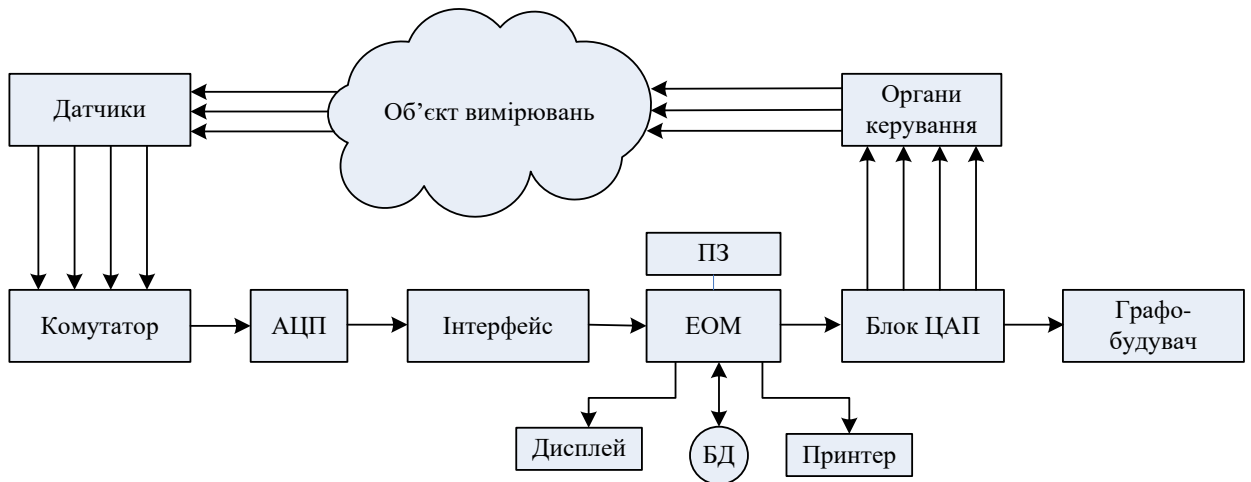 Датчики
Об’єкт вимірювань
Органи
керування
ПЗ
Комутатор
АЦП
Інтерфейс
ЕОМ
Блок ЦАП
Графо-
будувач
Дисплей
БД
Принтер